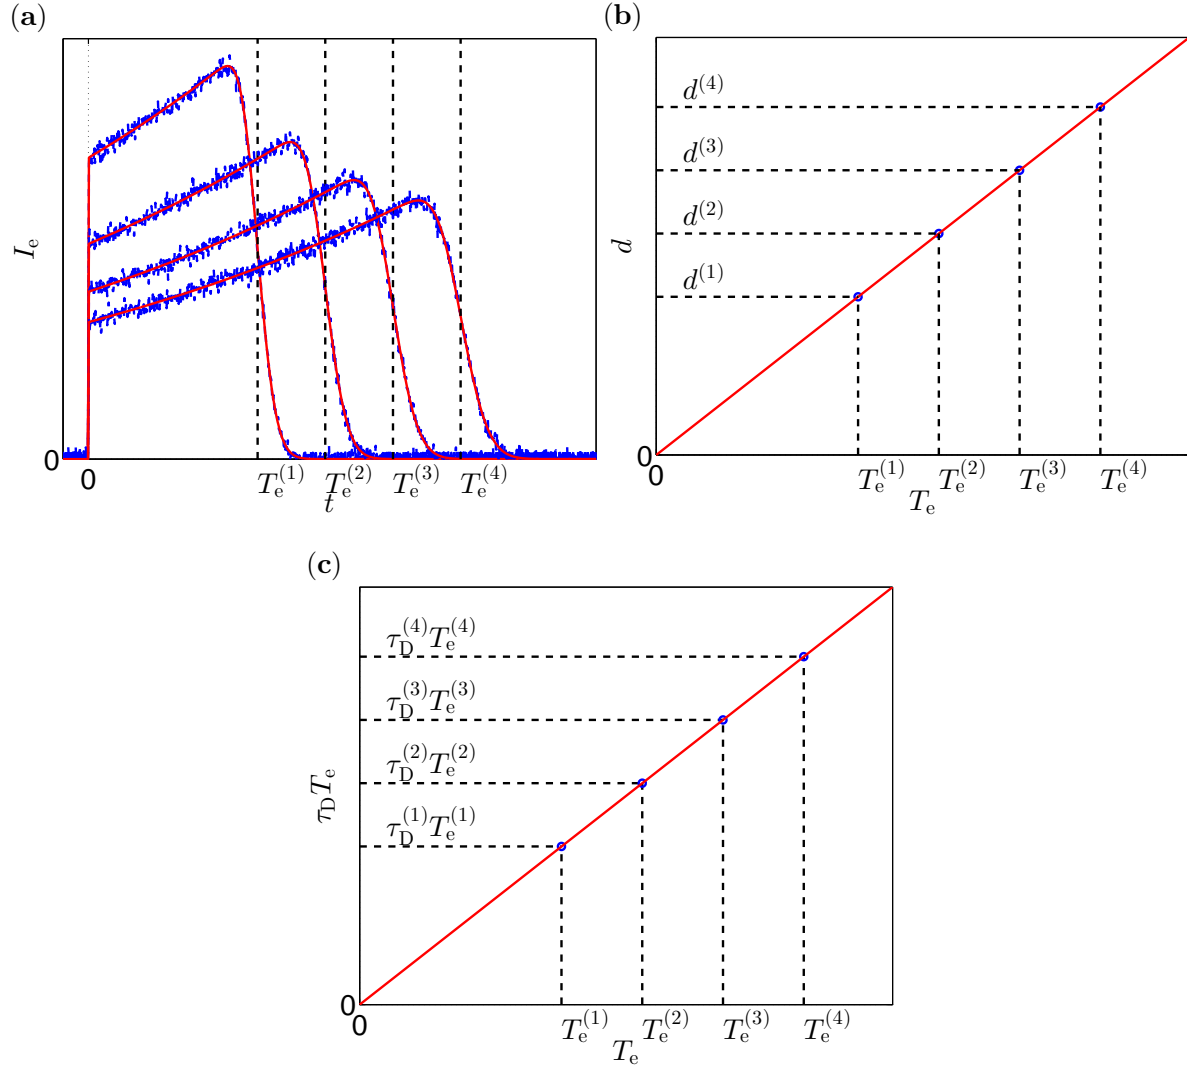 (a)
I_e
0
0
T_e^(1) T_e^(2) T_e^(3) T_e^(4)
t
(b)
d
d^(4)
d^(3)
d^(2)
d^(1)
0
0
T_e^(1) T_e^(2) T_e^(3) T_e^(4)
T_e
(c)
τ_D T_e
τ_D^(4) T_e^(4)
τ_D^(3) T_e^(3)
τ_D^(2) T_e^(2)
τ_D^(1) T_e^(1)
0
0
T_e^(1) T_e^(2) T_e^(3) T_e^(4)
T_e